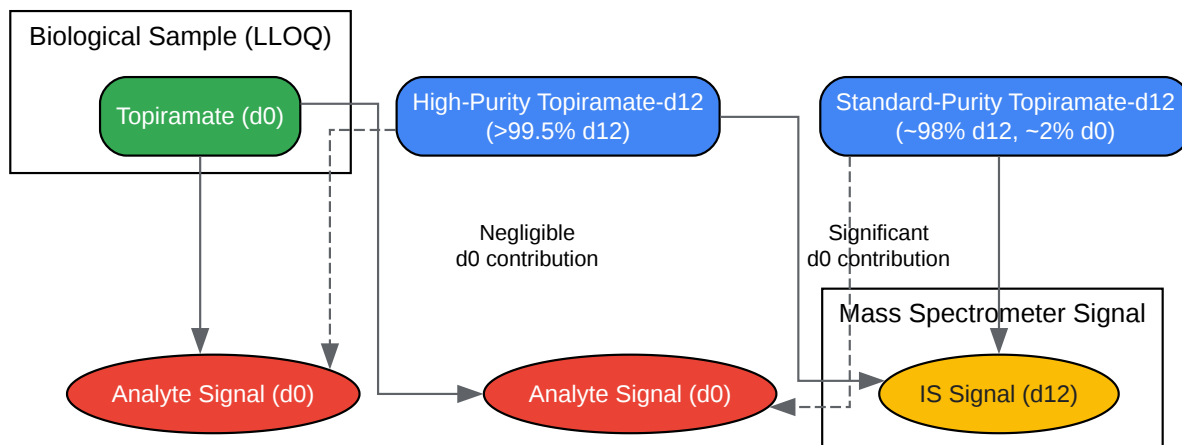 Biological Sample (LLOQ)
Topiramate (d0)
High-Purity Topiramate-d12
(>99.5% d12)
Standard-Purity Topiramate-d12
(~98% d12, ~2% d0)
Negligible
d0 contribution
Significant
d0 contribution
Mass Spectrometer Signal
Analyte Signal (d0)
Analyte Signal (d0)
IS Signal (d12)